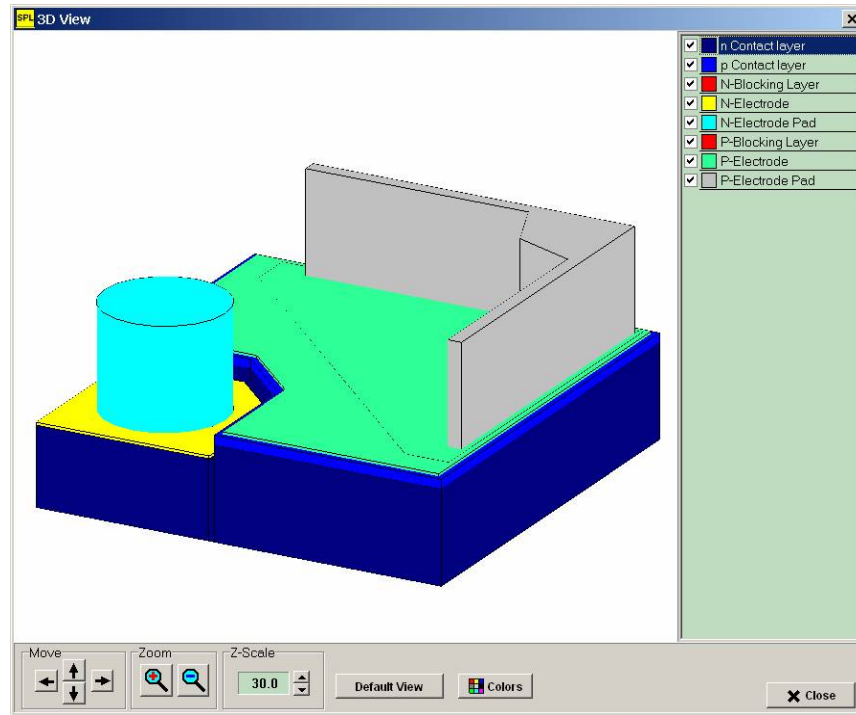 SPL 3D View
n Contact layer
p Contact layer
N-Blocking Layer
N-Electrode
N-Electrode Pad
P-Blocking Layer
P-Electrode
P-Electrode Pad
Move
Zoom
Z-Scale
30.0
Default View
Colors
Close